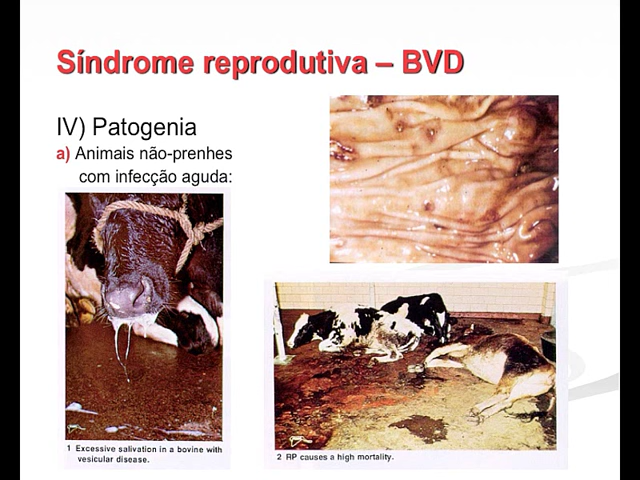 Síndrome reprodutiva – BVD
IV) Patogenia
a) Animais não-prenhes
com infecção aguda:
1 Excessive salivation in a bovine with
vesicular disease.
2 RP causes a high mortality.